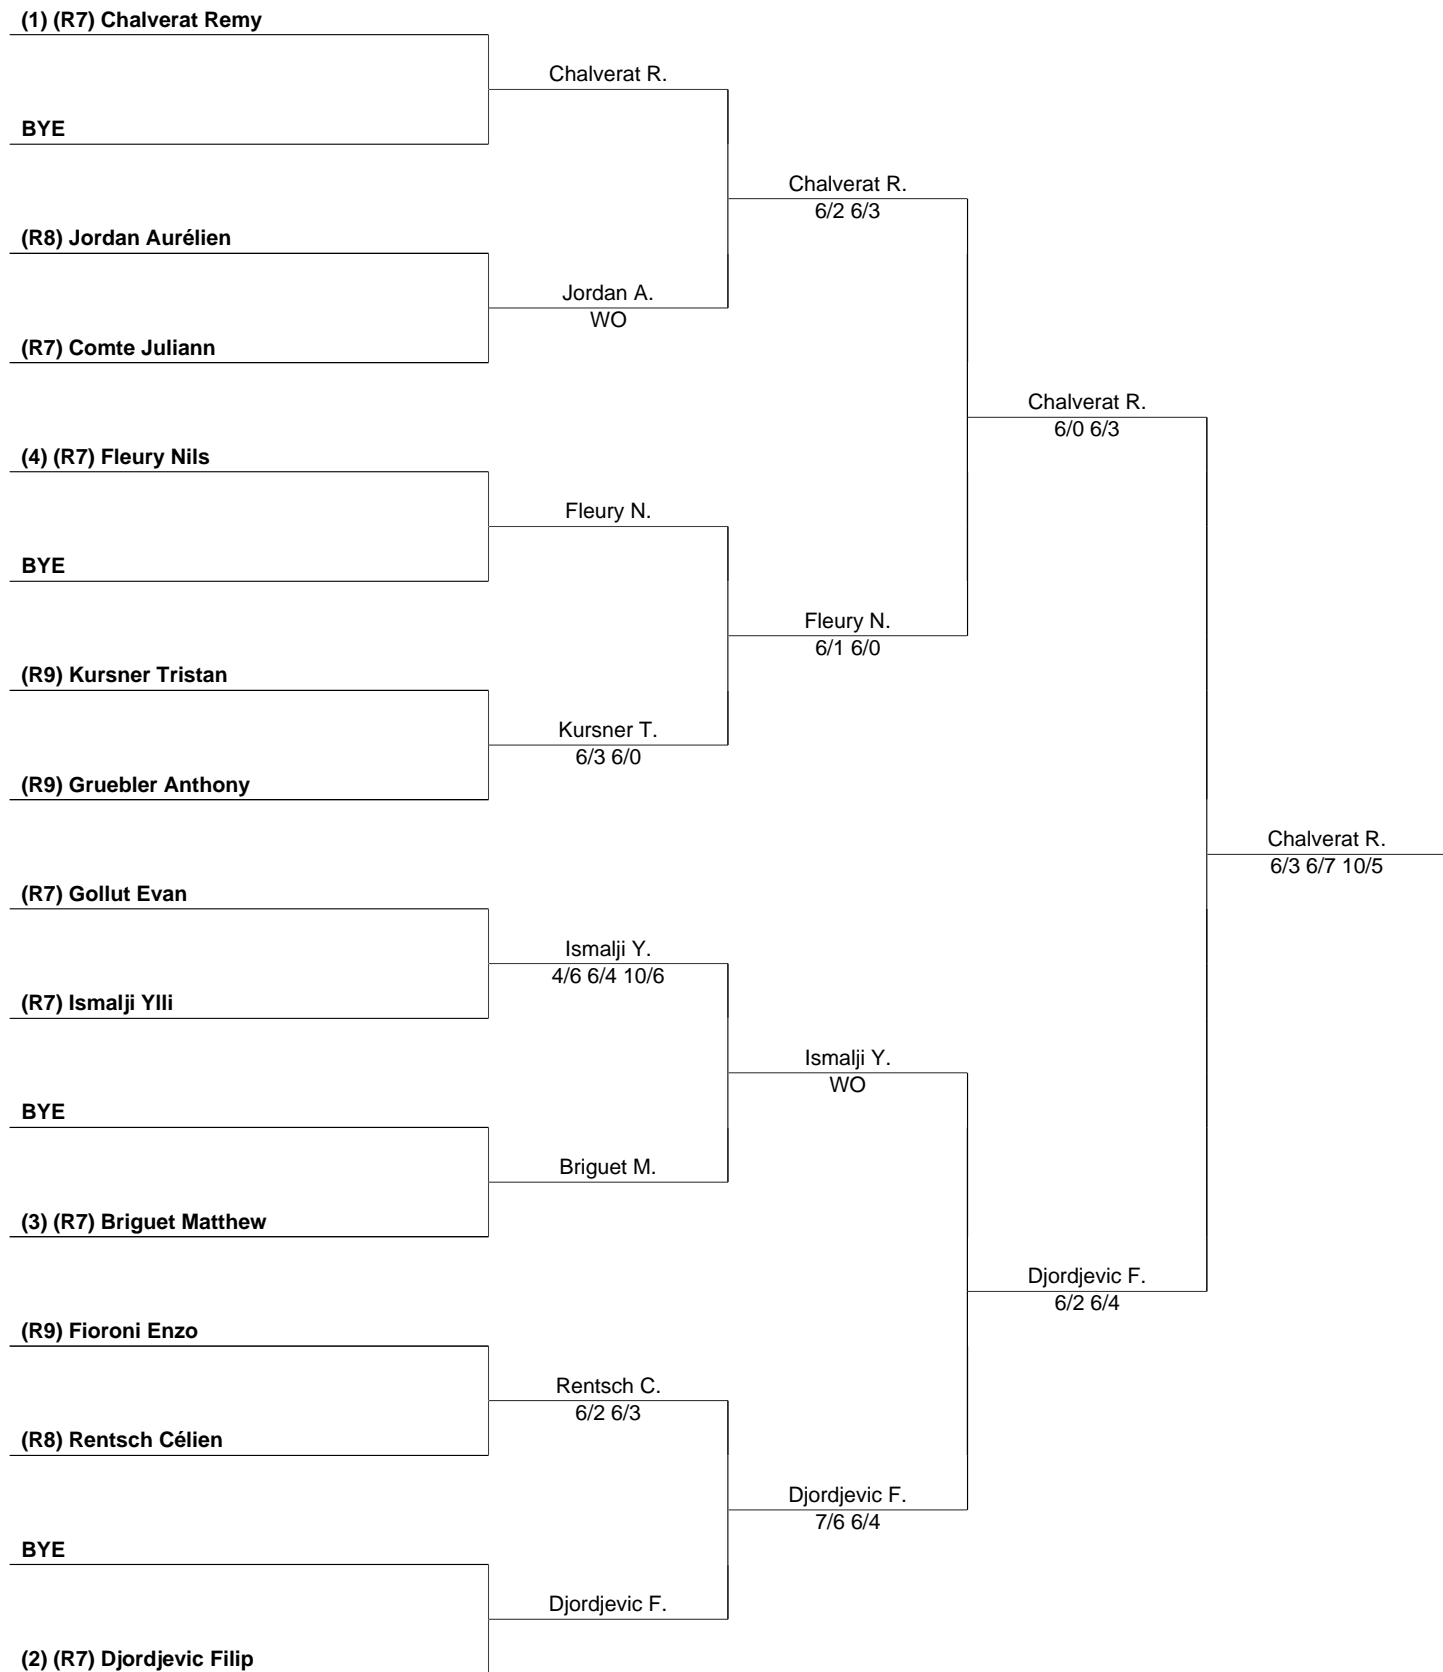 (1) (R7) Chalverat Remy
Chalverat R.
BYE
Chalverat R.
6/2 6/3
(R8) Jordan Aurélien
Jordan A.
WO
(R7) Comte Juliann
Chalverat R.
6/0 6/3
(4) (R7) Fleury Nils
Fleury N.
BYE
Fleury N.
6/1 6/0
(R9) Kursner Tristan
Kursner T.
6/3 6/0
(R9) Gruebler Anthony
Chalverat R.
6/3 6/7 10/5
(R7) Gollut Evan
Ismalji Y.
4/6 6/4 10/6
(R7) Ismalji Ylli
Ismalji Y.
WO
BYE
Briguet M.
(3) (R7) Briguet Matthew
Djordjevic F.
6/2 6/4
(R9) Fioroni Enzo
Rentsch C.
6/2 6/3
(R8) Rentsch Célien
Djordjevic F.
7/6 6/4
BYE
Djordjevic F.
(2) (R7) Djordjevic Filip